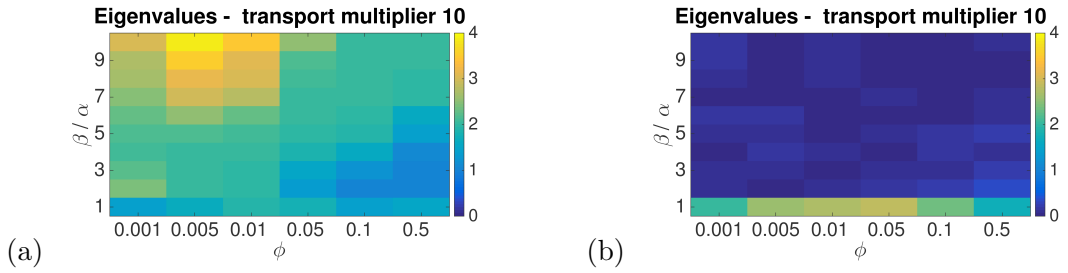 Eigenvalues - transport multiplier 10
9
7
5
3
1
β / α
0.001 0.005 0.01 0.05 0.1 0.5
ϕ
4
3
2
1
0
(a)
Eigenvalues - transport multiplier 10
9
7
5
3
1
β / α
0.001 0.005 0.01 0.05 0.1 0.5
ϕ
4
3
2
1
0
(b)